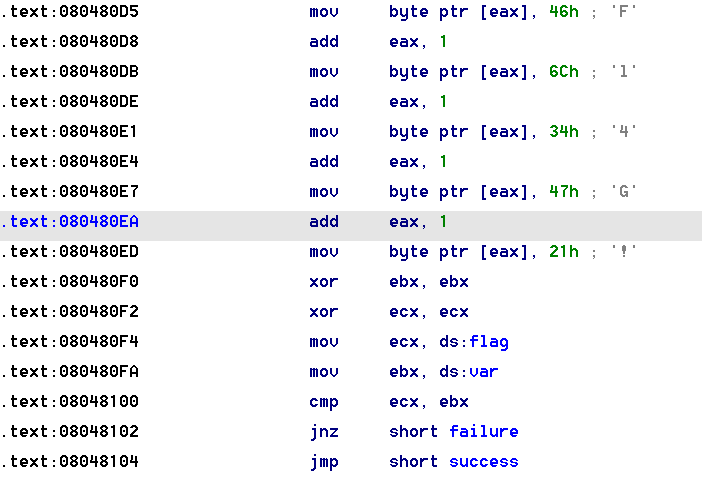 .text:080480D5 mov byte ptr [eax], 46h ; 'F'
.text:080480D8 add eax, 1
.text:080480DB mov byte ptr [eax], 6Ch ; 'l'
.text:080480DE add eax, 1
.text:080480E1 mov byte ptr [eax], 34h ; '4'
.text:080480E4 add eax, 1
.text:080480E7 mov byte ptr [eax], 47h ; 'G'
.text:080480EA add eax, 1
.text:080480ED mov byte ptr [eax], 21h ; '!'
.text:080480F0 xor ebx, ebx
.text:080480F2 xor ecx, ecx
.text:080480F4 mov ecx, ds:flag
.text:080480FA mov ebx, ds:var
.text:08048100 cmp ecx, ebx
.text:08048102 jnz short failure
.text:08048104 jmp short success